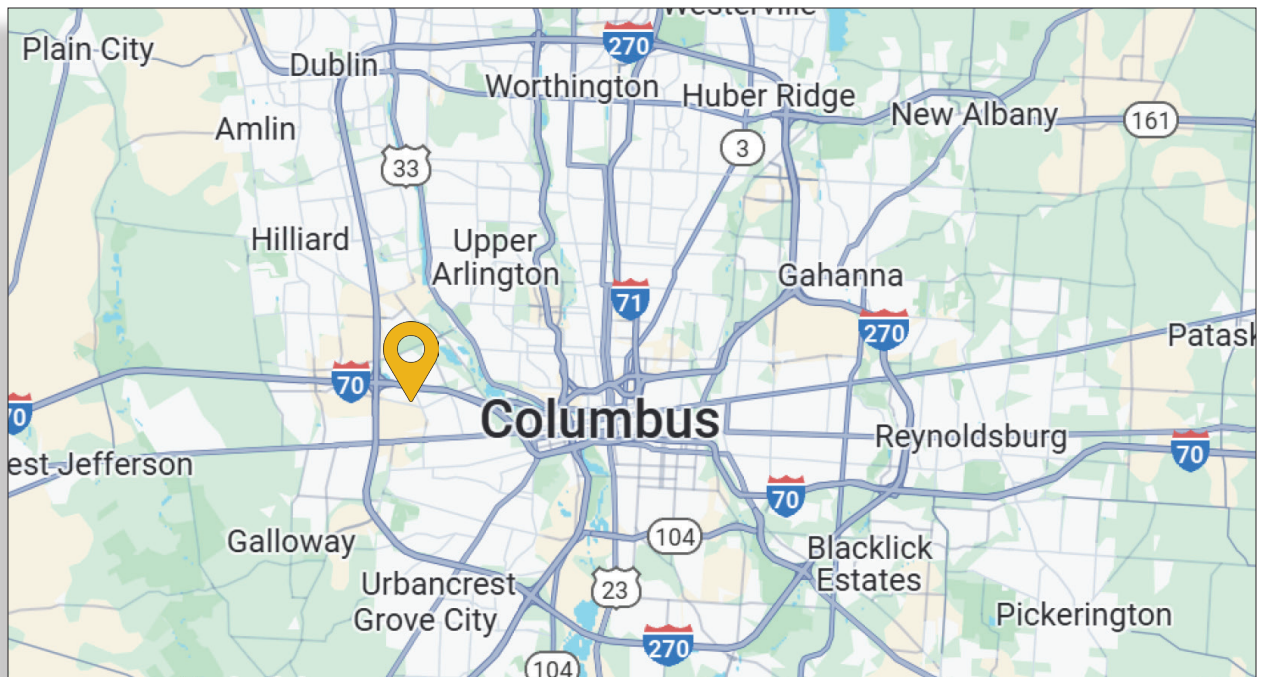 Westerville
Plain City
270
Dublin
Worthington
Huber Ridge
New Albany
161
Amlin
3
33
Hilliard
Upper
Arlington
Gahanna
71
270
Patask
70
70
Columbus
Reynoldsburg
est Jefferson
70
70
Galloway
104
Blacklick
Estates
Urbancrest
23
Grove City
Pickerington
270
104